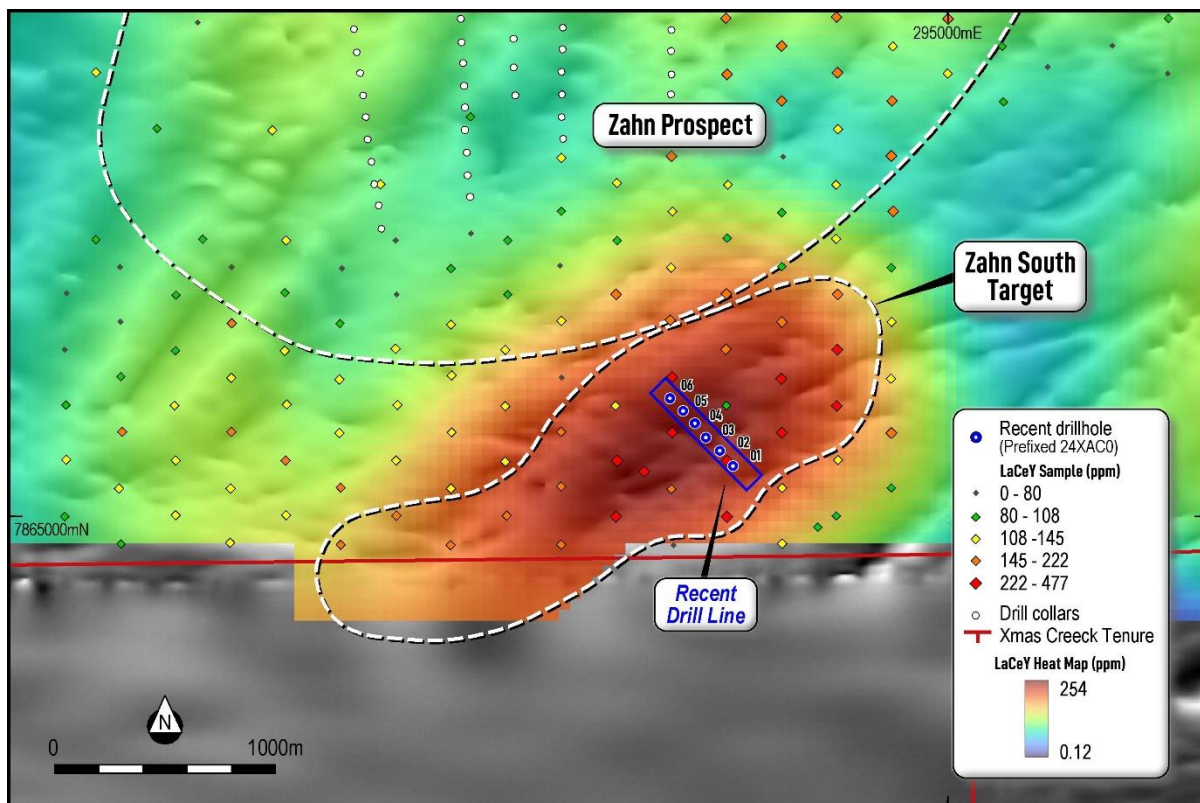 295000mE
Zahn Prospect
Zahn South
Target
06
05
04
03
02
01
7865000mN
Recent
Drill Line
N
0
1000m
Recent drillhole
(Prefixed 24XAC0)
LaCeY Sample (ppm)
0 - 80
80 - 108
108 -145
145 - 222
222 - 477
Drill collars
Xmas Creeck Tenure
LaCeY Heat Map (ppm)
254
0.12